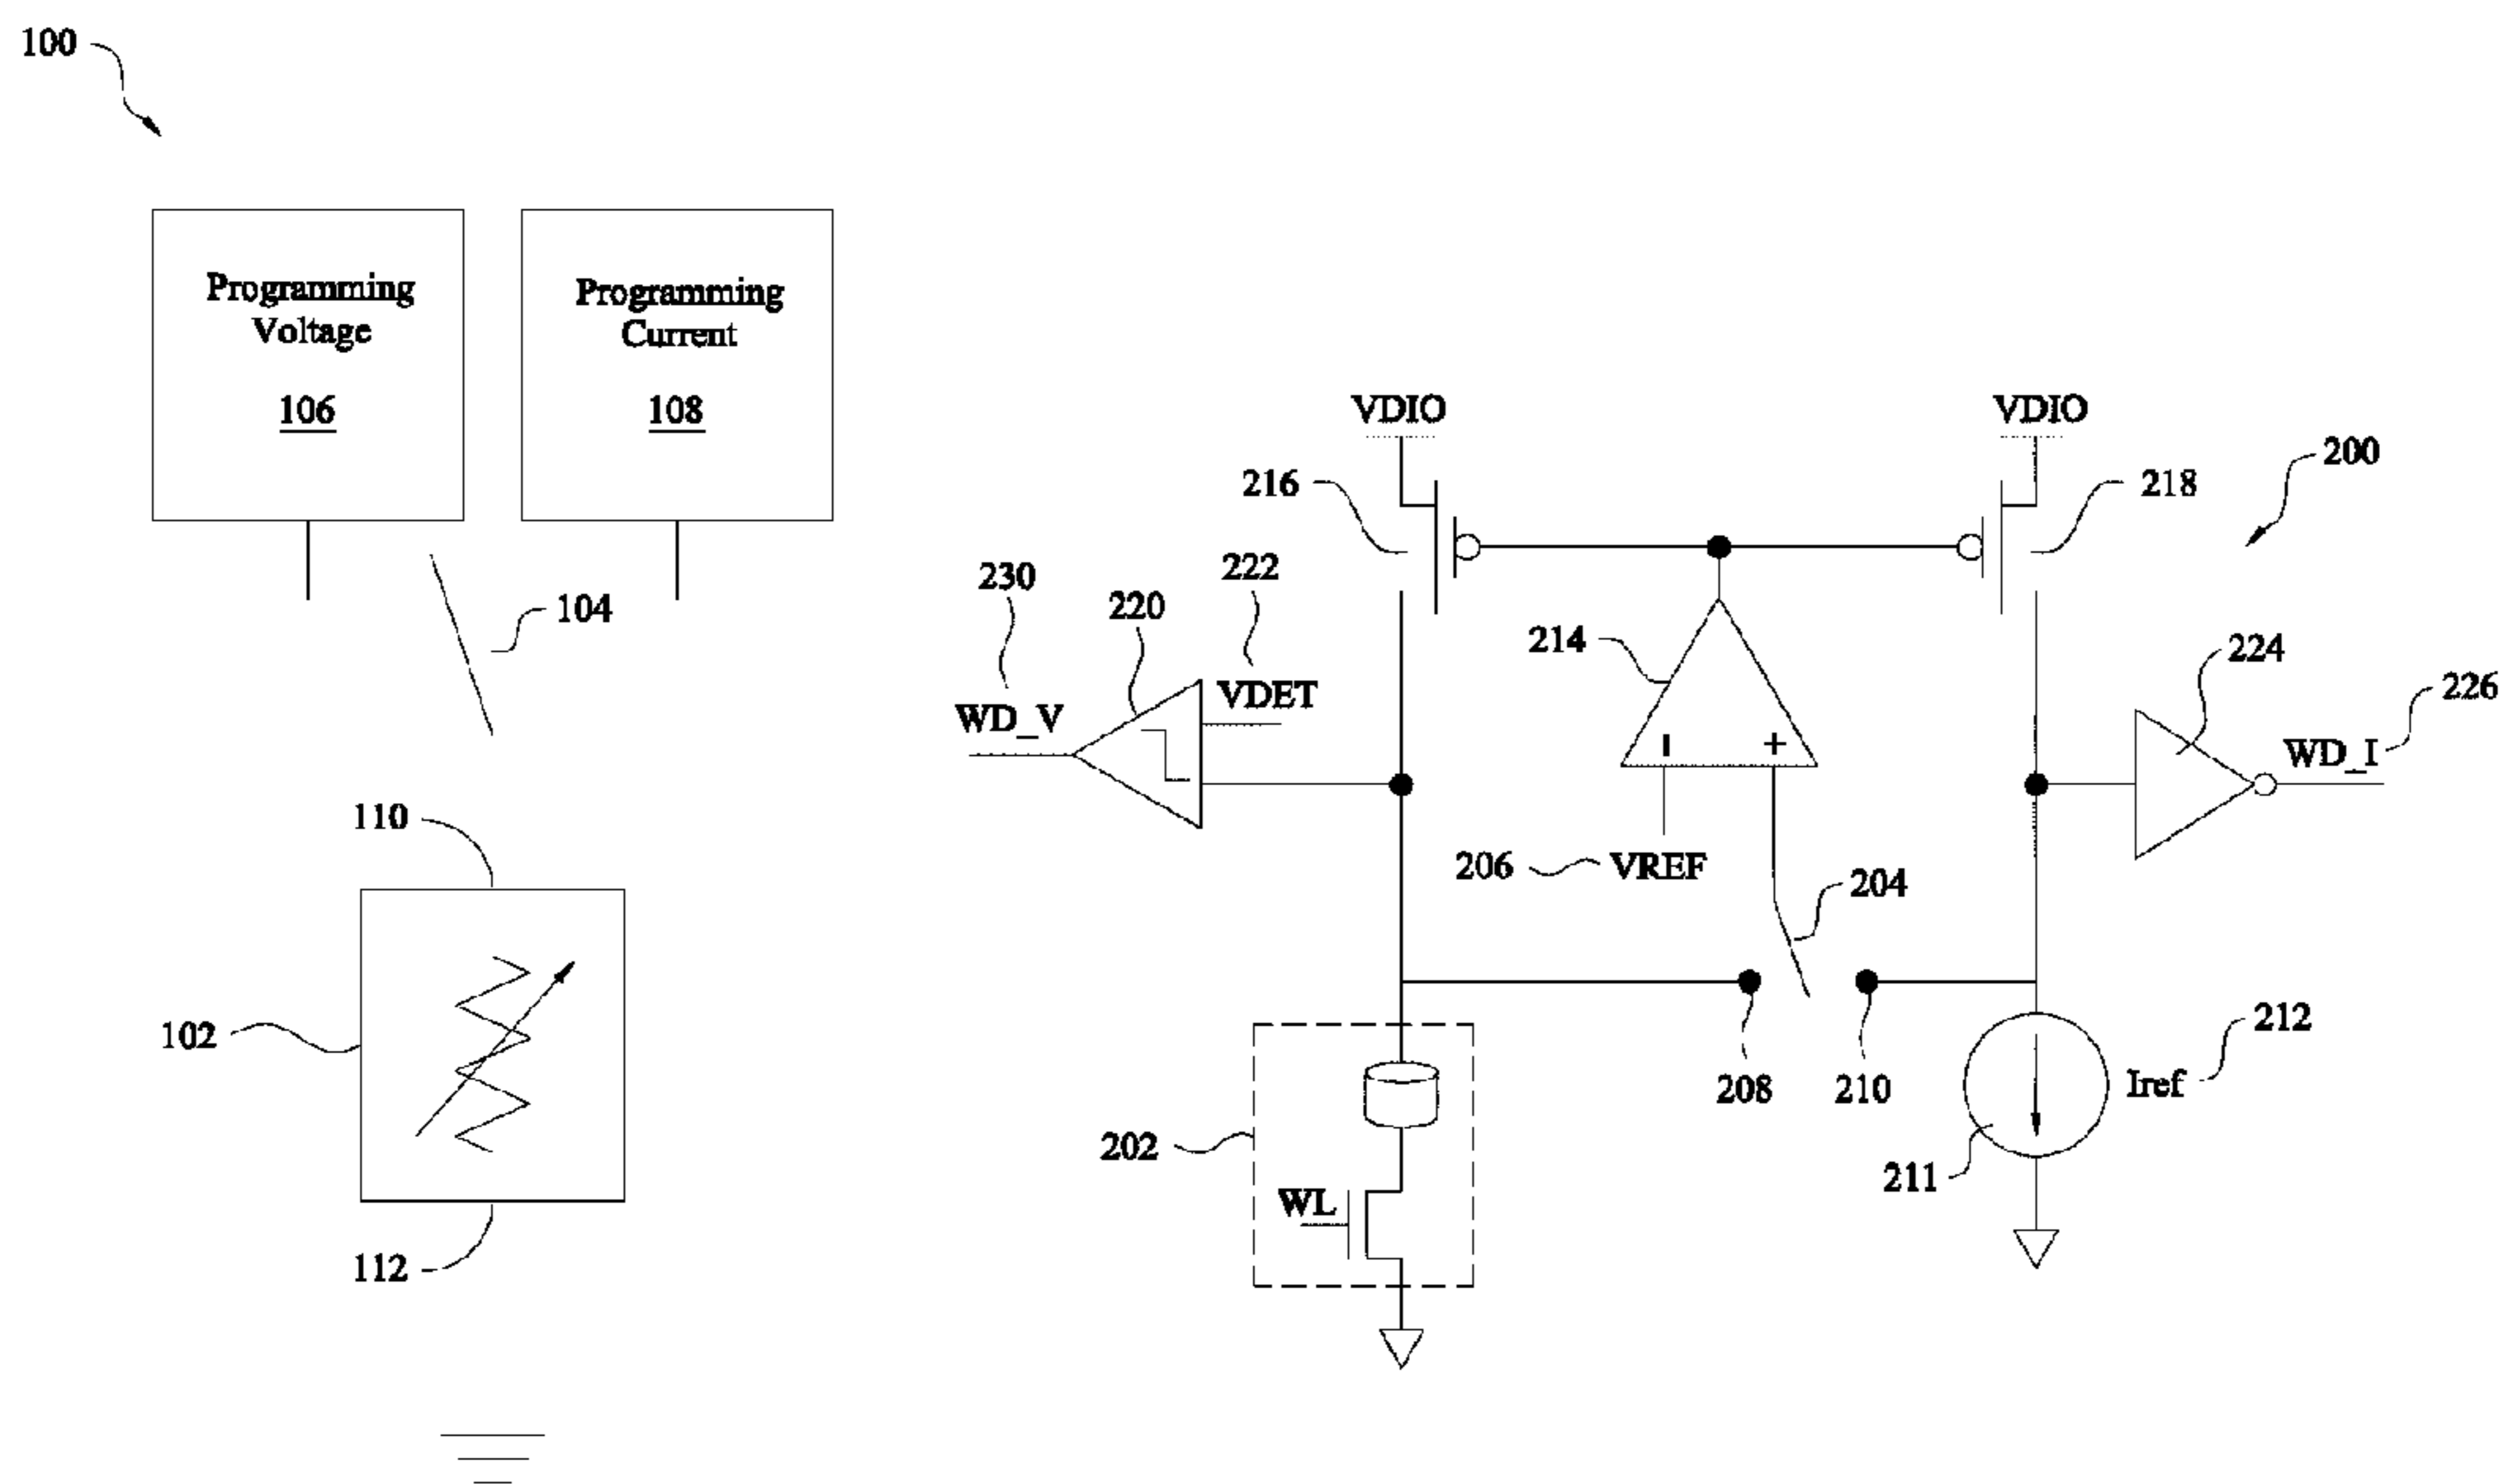 100
Programming
Voltage
106
Programming
Current
108
104
110
102
112
VDIO
VDIO
200
216
218
230
220
222
VDET
WD_V
214
224
226
WD_I
- +
206
VREF
204
208
210
212
Iref
211
202
WL